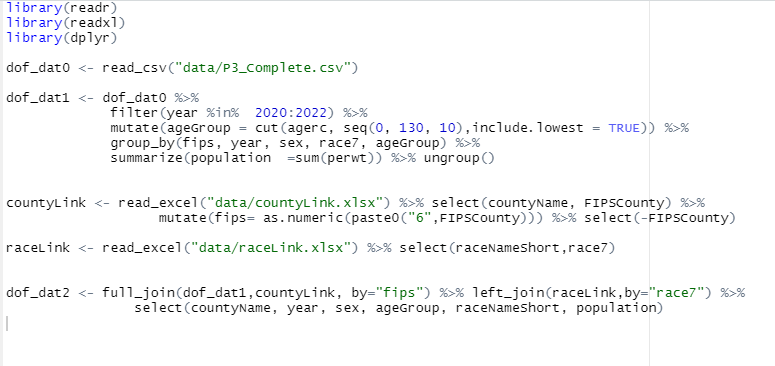 library(readr)
library(readxl)
library(dplyr)
dof_dat0 <- read_csv("data/P3_Complete.csv")
dof_dat1 <- dof_dat0 %>%
filter(year %in%  2020:2022) %>%
mutate(ageGroup = cut(agerc, seq(0, 130, 10),include.lowest = TRUE)) %>%
group_by(fips, year, sex, race7, ageGroup) %>%
summarize(population  =sum(perwt)) %>% ungroup()
countyLink <- read_excel("data/countyLink.xlsx") %>% select(countyName, FIPSCounty) %>%
mutate(fips= as.numeric(paste0("6",FIPSCounty))) %>% select(-FIPSCounty)
raceLink <- read_excel("data/raceLink.xlsx") %>% select(raceNameShort,race7)
dof_dat2 <- full_join(dof_dat1,countyLink, by="fips") %>% left_join(raceLink,by="race7") %>%
select(countyName, year, sex, ageGroup, raceNameShort, population)